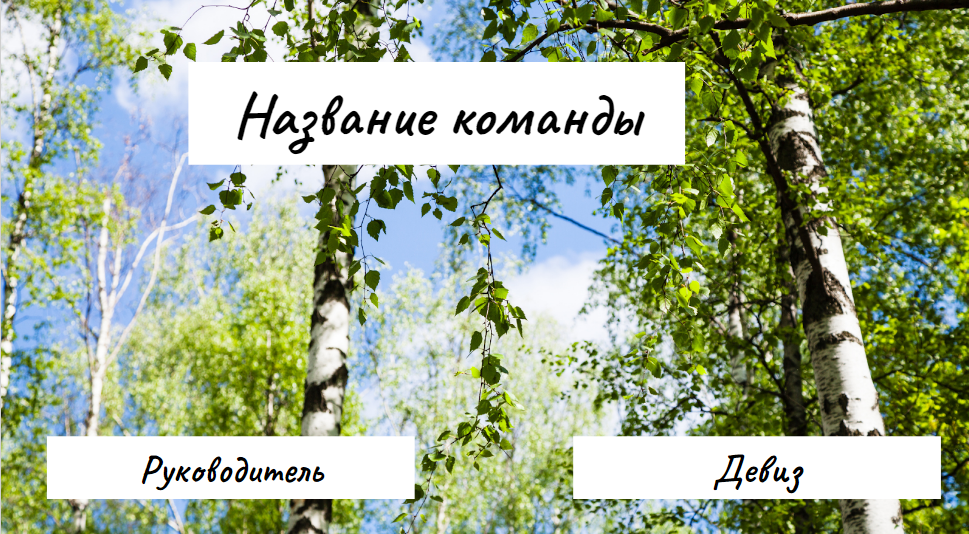 Название команды
Руководитель
Девиз